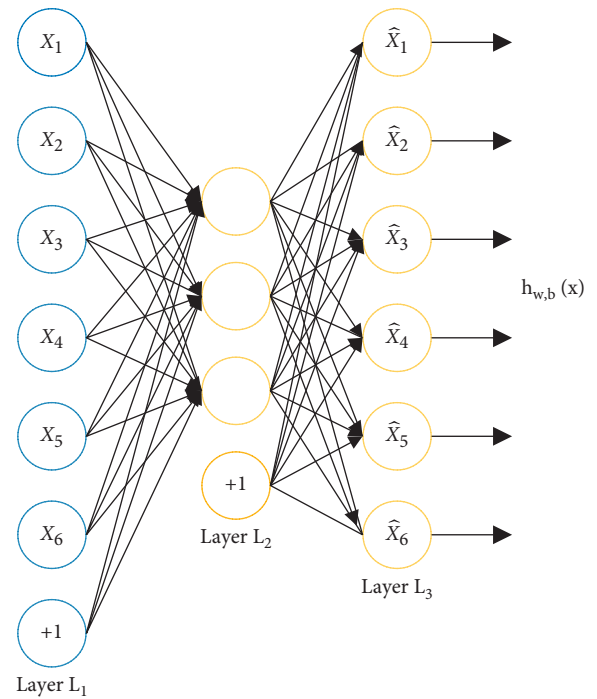 X₁
X₂
X₃
X₄
X₅
X₆
+1
Layer L₁
+1
Layer L₂
X̂₁
X̂₂
X̂₃
X̂₄
X̂₅
X̂₆
Layer L₃
h_w,b (x)